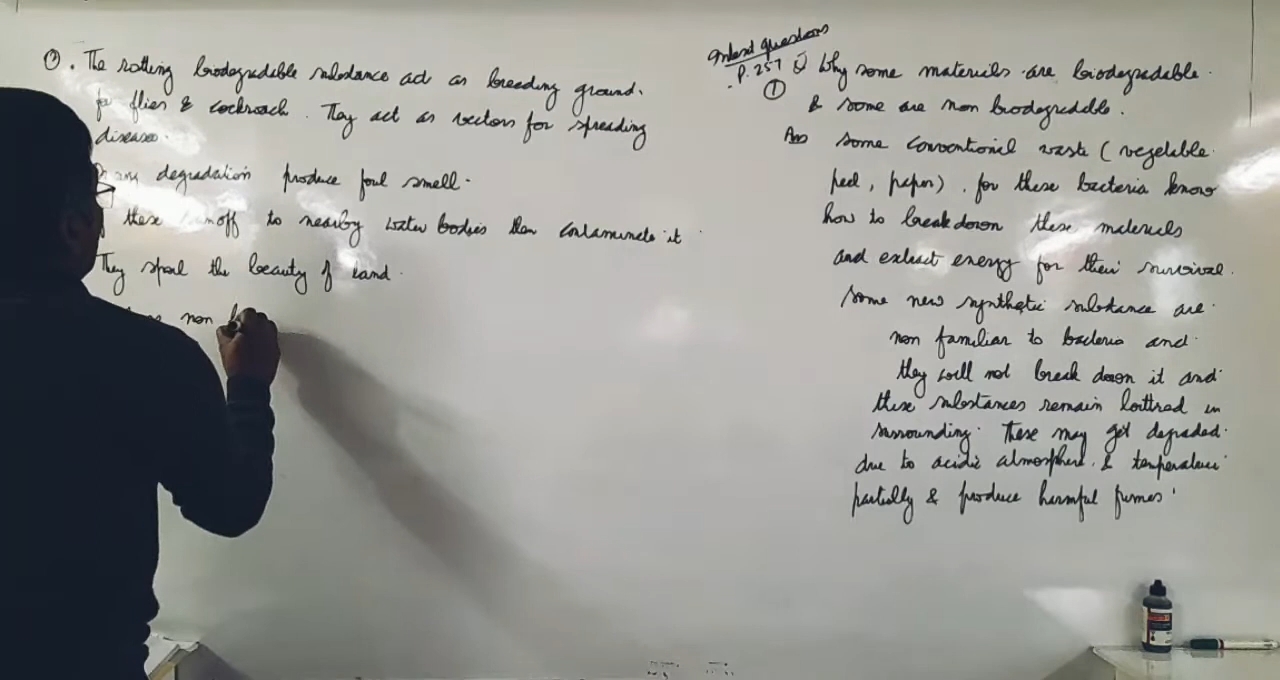 ②. The rotting biodegradable substance act as breeding ground.
for flies & cockroach. They act as vectors for spreading
diseases.
degradation produce foul smell.
these runoff to nearby water bodies then contaminate it
They spoil the beauty of land.
non
Intext questions
P. 257 Q Why some materials are biodegradable.
① & some are non biodegradable.
Ans some conventional waste (vegetable
peel, paper), for these bacteria know
how to break down these materials
and extract energy for their survival.
Some new synthetic substance are
non familiar to bacteria and
they will not break down it and
these substances remain littred in
surrounding. These may get degraded
due to acidic atmosphere. & temperature
partially & produce harmful fumes.